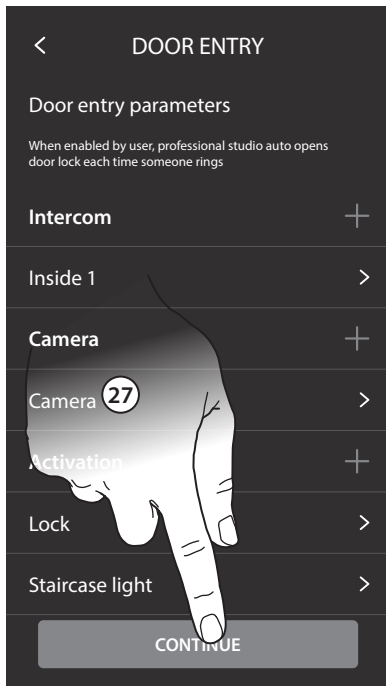 DOOR ENTRY
Door entry parameters
When enabled by user, professional studio auto opens
door lock each time someone rings
Intercom
Inside 1
Camera
Camera
27
Activation
Lock
Staircase light
CONTINUE